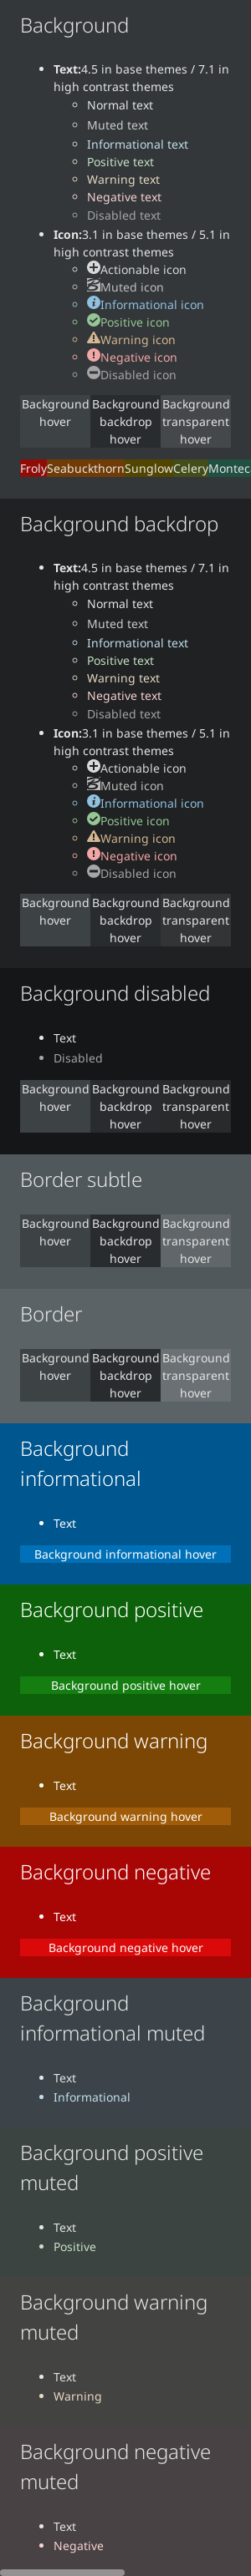 Background
Text:4.5 in base themes / 7.1 in
high contrast themes
Normal text
Muted text
Informational text
Positive text
Warning text
Negative text
Disabled text
Icon:3.1 in base themes / 5.1 in
high contrast themes
Actionable icon
Muted icon
Informational icon
Positive icon
Warning icon
Negative icon
Disabled icon
Background hover
Background backdrop hover
Background transparent hover
FrolySeabuckthornSunglowCeleryMontec
Background backdrop
Text:4.5 in base themes / 7.1 in
high contrast themes
Normal text
Muted text
Informational text
Positive text
Warning text
Negative text
Disabled text
Icon:3.1 in base themes / 5.1 in
high contrast themes
Actionable icon
Muted icon
Informational icon
Positive icon
Warning icon
Negative icon
Disabled icon
Background hover
Background backdrop hover
Background transparent hover
Background disabled
Text
Disabled
Background hover
Background backdrop hover
Background transparent hover
Border subtle
Background hover
Background backdrop hover
Background transparent hover
Border
Background hover
Background backdrop hover
Background transparent hover
Background
informational
Text
Background informational hover
Background positive
Text
Background positive hover
Background warning
Text
Background warning hover
Background negative
Text
Background negative hover
Background
informational muted
Text
Informational
Background positive
muted
Text
Positive
Background warning
muted
Text
Warning
Background negative
muted
Text
Negative